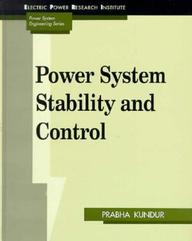 ELECTRIC POWER RESEARCH INSTITUTE
Power System
Engineering Series
Power System
Stability and
Control
PRABHA KUNDUR